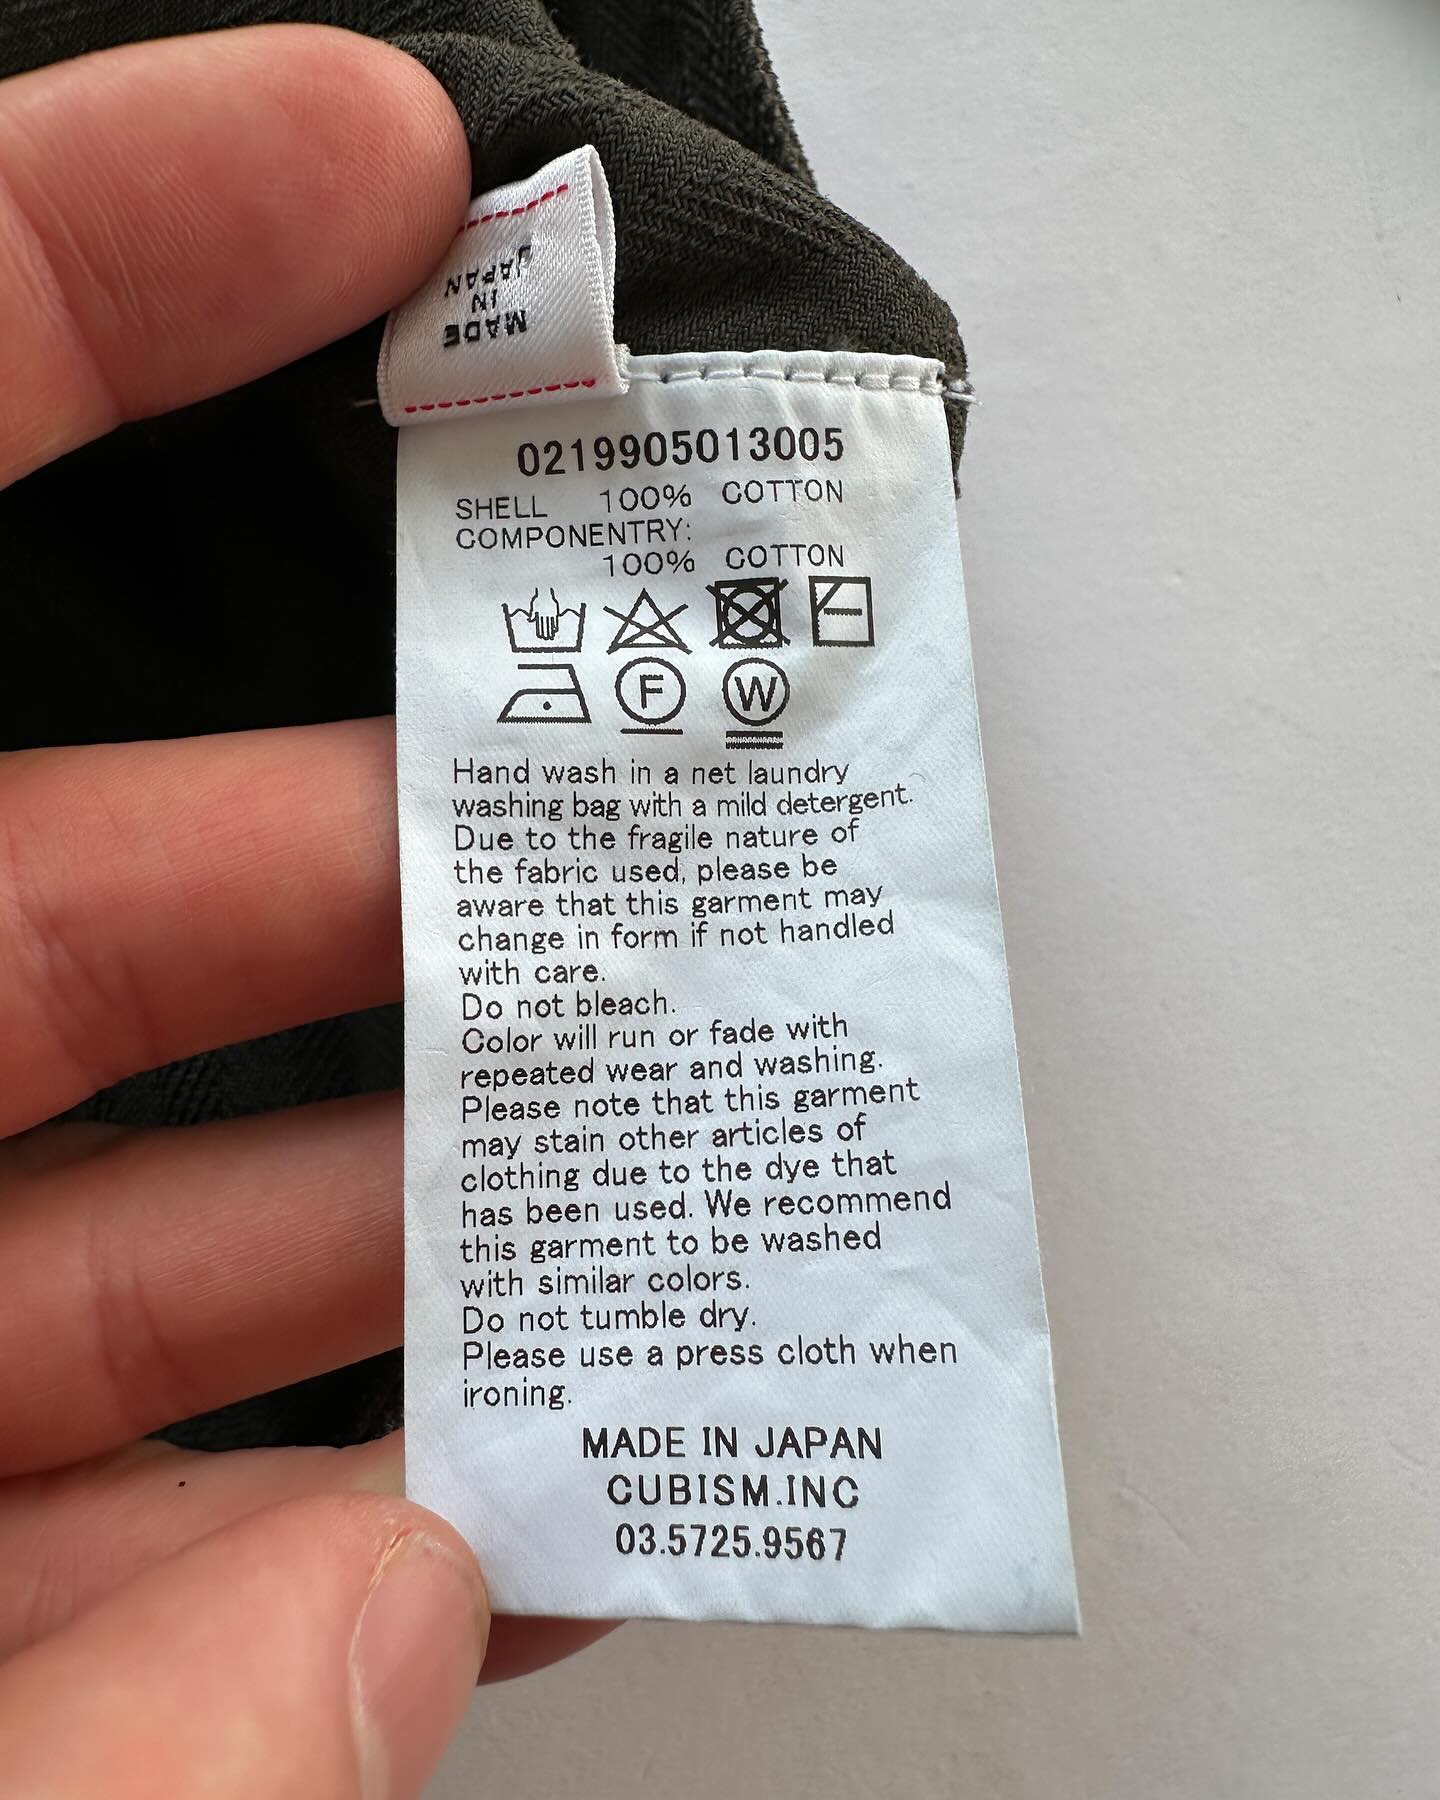 MADE
IN
JAPAN
0219905013005
SHELL 100% COTTON
COMPONENTRY:
100% COTTON
F W
Hand wash in a net laundry
washing bag with a mild detergent.
Due to the fragile nature of
the fabric used, please be
aware that this garment may
change in form if not handled
with care.
Do not bleach.
Color will run or fade with
repeated wear and washing.
Please note that this garment
may stain other articles of
clothing due to the dye that
has been used. We recommend
this garment to be washed
with similar colors.
Do not tumble dry.
Please use a press cloth when
ironing.
MADE IN JAPAN
CUBISM.INC
03.5725.9567